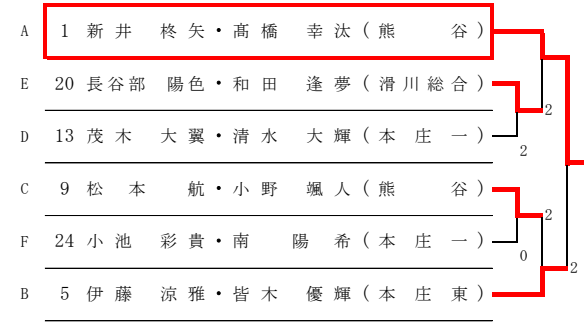 A 1 新井 柊矢・髙橋 幸汰(熊谷)
E 20 長谷部 陽色・和田 逢夢(滑川総合)
2
D 13 茂木 大翼・清水 大輝(本庄一)
2
C 9 松本 航・小野 颯人(熊谷)
2
F 24 小池 彩貴・南 陽希(本庄一)
0
2
B 5 伊藤 涼雅・皆木 優輝(本庄東)